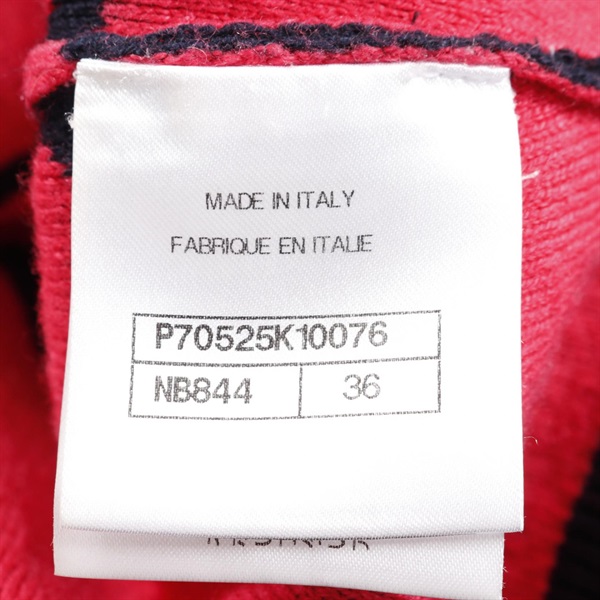 MADE IN ITALY
FABRIQUE EN ITALIE
P70525K10076
NB844 36